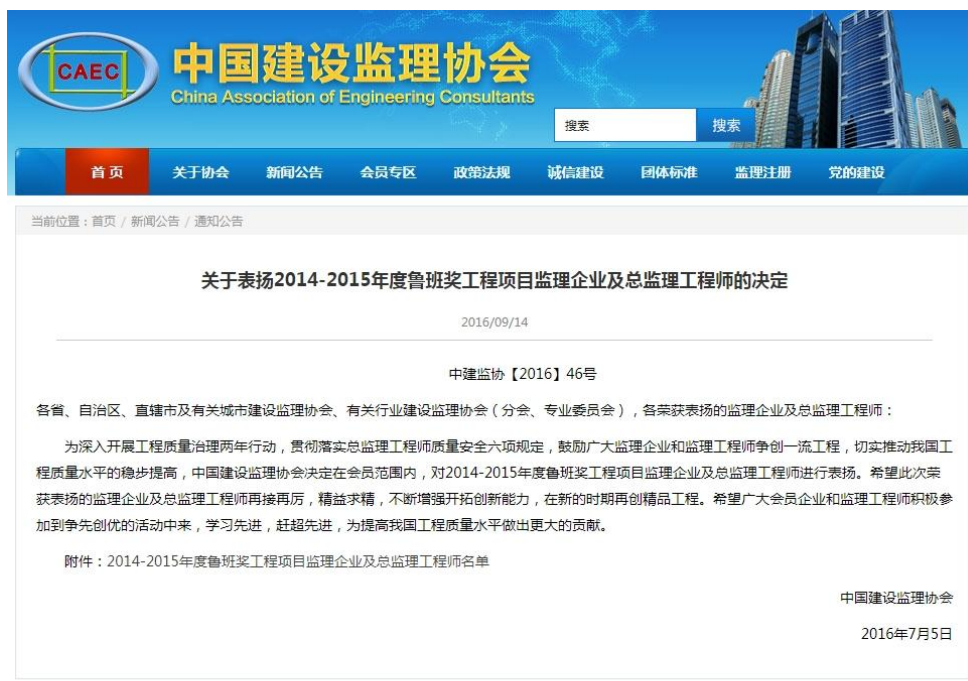 CAEC
中国建设监理协会
China Association of Engineering Consultants
搜索 搜索
首页 关于协会 新闻公告 会员专区 政策法规 诚信建设 团体标准 监理注册 党的建设
当前位置：首页 / 新闻公告 / 通知公告
关于表扬2014-2015年度鲁班奖工程项目监理企业及总监理工程师的决定
2016/09/14
中建监协【2016】46号
各省、自治区、直辖市及有关城市建设监理协会、有关行业建设监理协会（分会、专业委员会），各荣获表扬的监理企业及总监理工程师：
为深入开展工程质量治理两年行动，贯彻落实总监理工程师质量安全六项规定，鼓励广大监理企业和监理工程师争创一流工程，切实推动我国工
程质量水平的稳步提高，中国建设监理协会决定在会员范围内，对2014-2015年度鲁班奖工程项目监理企业及总监理工程师进行表扬。希望此次荣
获表扬的监理企业及总监理工程师再接再厉，精益求精，不断增强开拓创新能力，在新的时期再创精品工程。希望广大会员企业和监理工程师积极参
加到争先创优的活动中来，学习先进，赶超先进，为提高我国工程质量水平做出更大的贡献。
附件：2014-2015年度鲁班奖工程项目监理企业及总监理工程师名单
中国建设监理协会
2016年7月5日